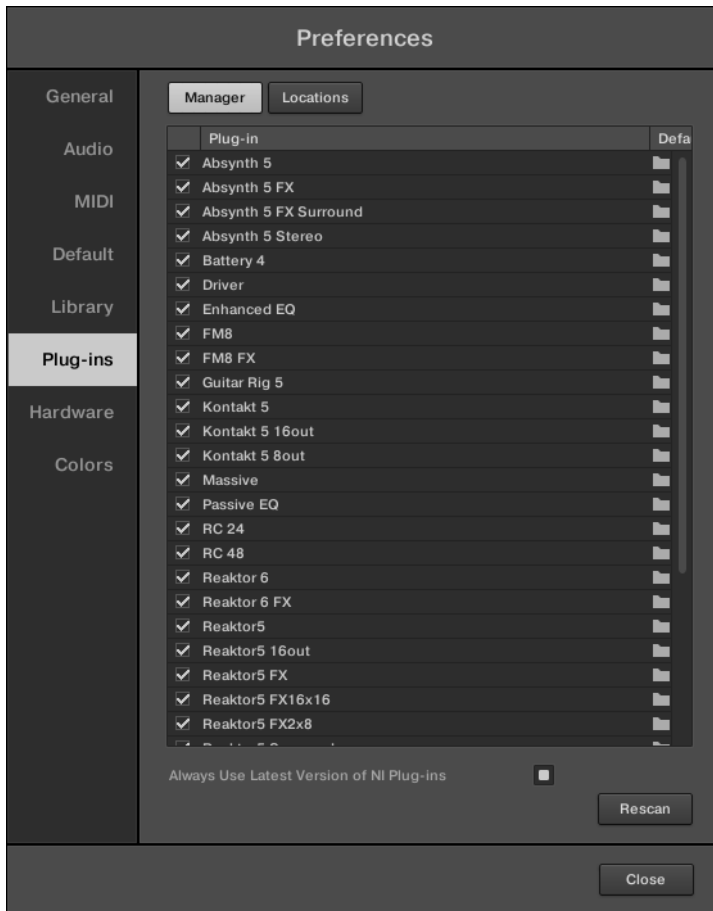 Preferences
General
Audio
MIDI
Default
Library
Plug-ins
Hardware
Colors
Manager Locations
Plug-in Defa
Absynth 5
Absynth 5 FX
Absynth 5 FX Surround
Absynth 5 Stereo
Battery 4
Driver
Enhanced EQ
FM8
FM8 FX
Guitar Rig 5
Kontakt 5
Kontakt 5 16out
Kontakt 5 8out
Massive
Passive EQ
RC 24
RC 48
Reaktor 6
Reaktor 6 FX
Reaktor5
Reaktor5 16out
Reaktor5 FX
Reaktor5 FX16x16
Reaktor5 FX2x8
Always Use Latest Version of NI Plug-ins
Rescan
Close